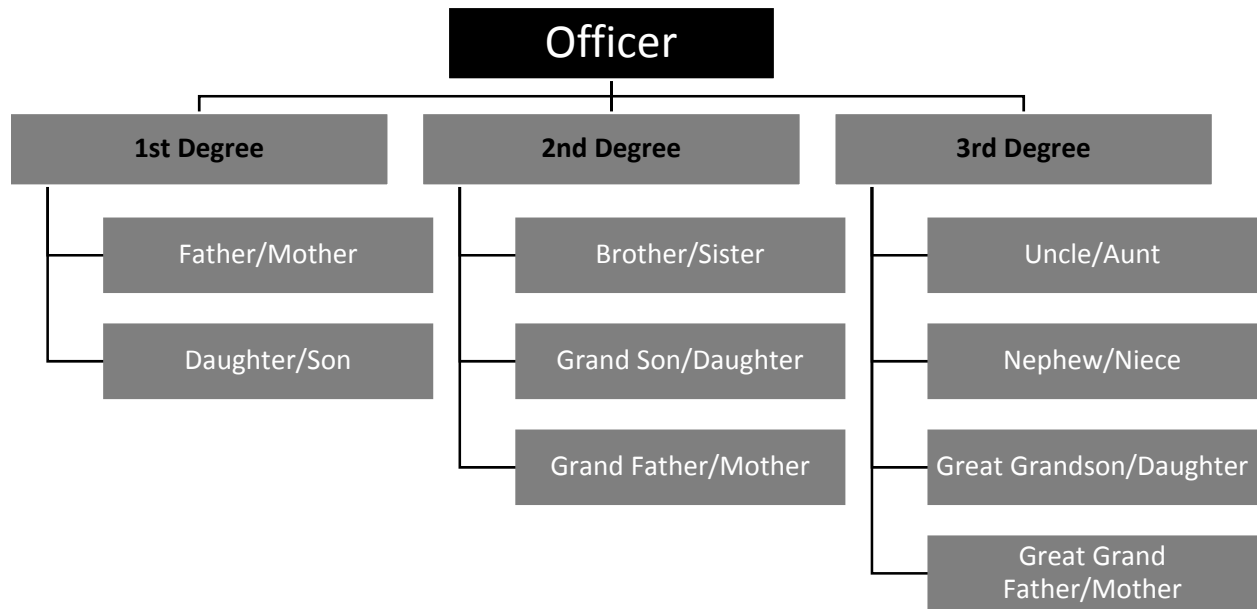 Officer
1st Degree
Father/Mother
Daughter/Son
2nd Degree
Brother/Sister
Grand Son/Daughter
Grand Father/Mother
3rd Degree
Uncle/Aunt
Nephew/Niece
Great Grandson/Daughter
Great Grand
Father/Mother